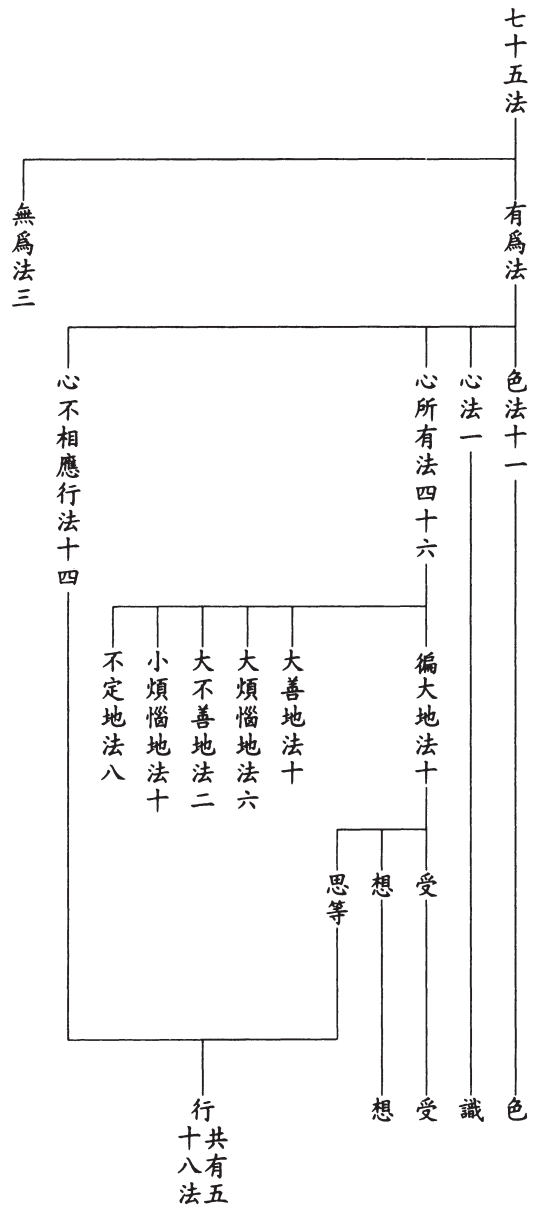 七十五法
有爲法
無爲法三
色法十一
心法一
心所有法四十六
心不相應行法十四
徧大地法十
大善地法十
大煩惱地法六
大不善地法二
小煩惱地法十
不定地法八
受
想
思等
色
識
受
想
行
共有五
十八法